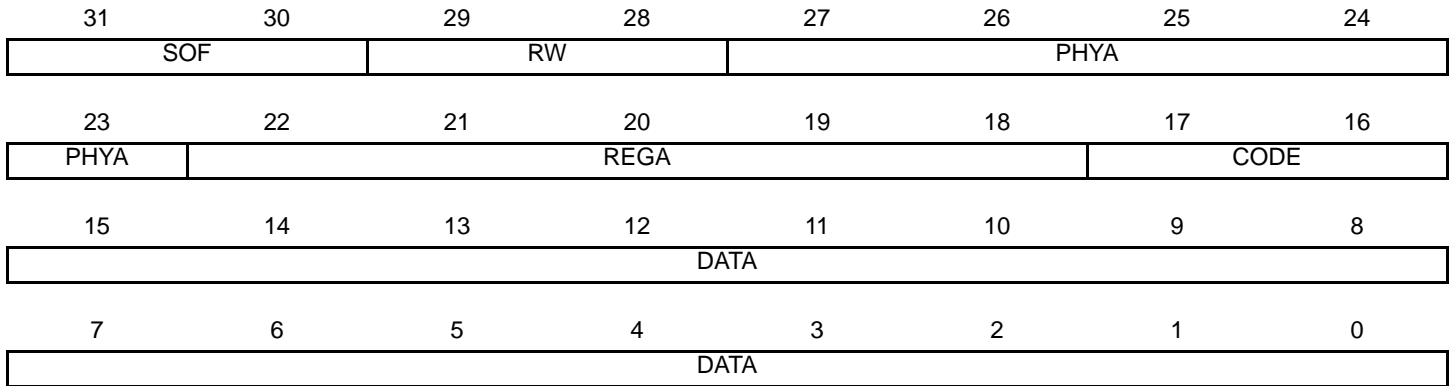 31 30 29 28 27 26 25 24
SOF RW PHYA
23 22 21 20 19 18 17 16
PHYA REGA CODE
15 14 13 12 11 10 9 8
DATA
7 6 5 4 3 2 1 0
DATA